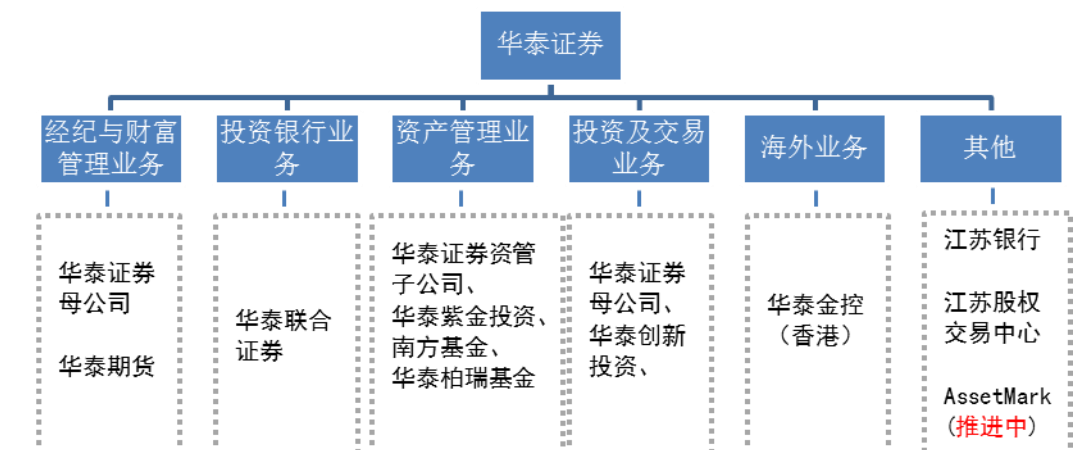 华泰证券
经纪与财富
管理业务
投资银行业
务
资产管理业
务
投资及交易
业务
海外业务
其他
华泰证券
母公司
华泰期货
华泰联合
证券
华泰证券资管
子公司、
华泰紫金投资、
南方基金、
华泰柏瑞基金
华泰证券
母公司、
华泰创新
投资、
华泰金控
（香港）
江苏银行
江苏股权
交易中心
AssetMark
(推进中)